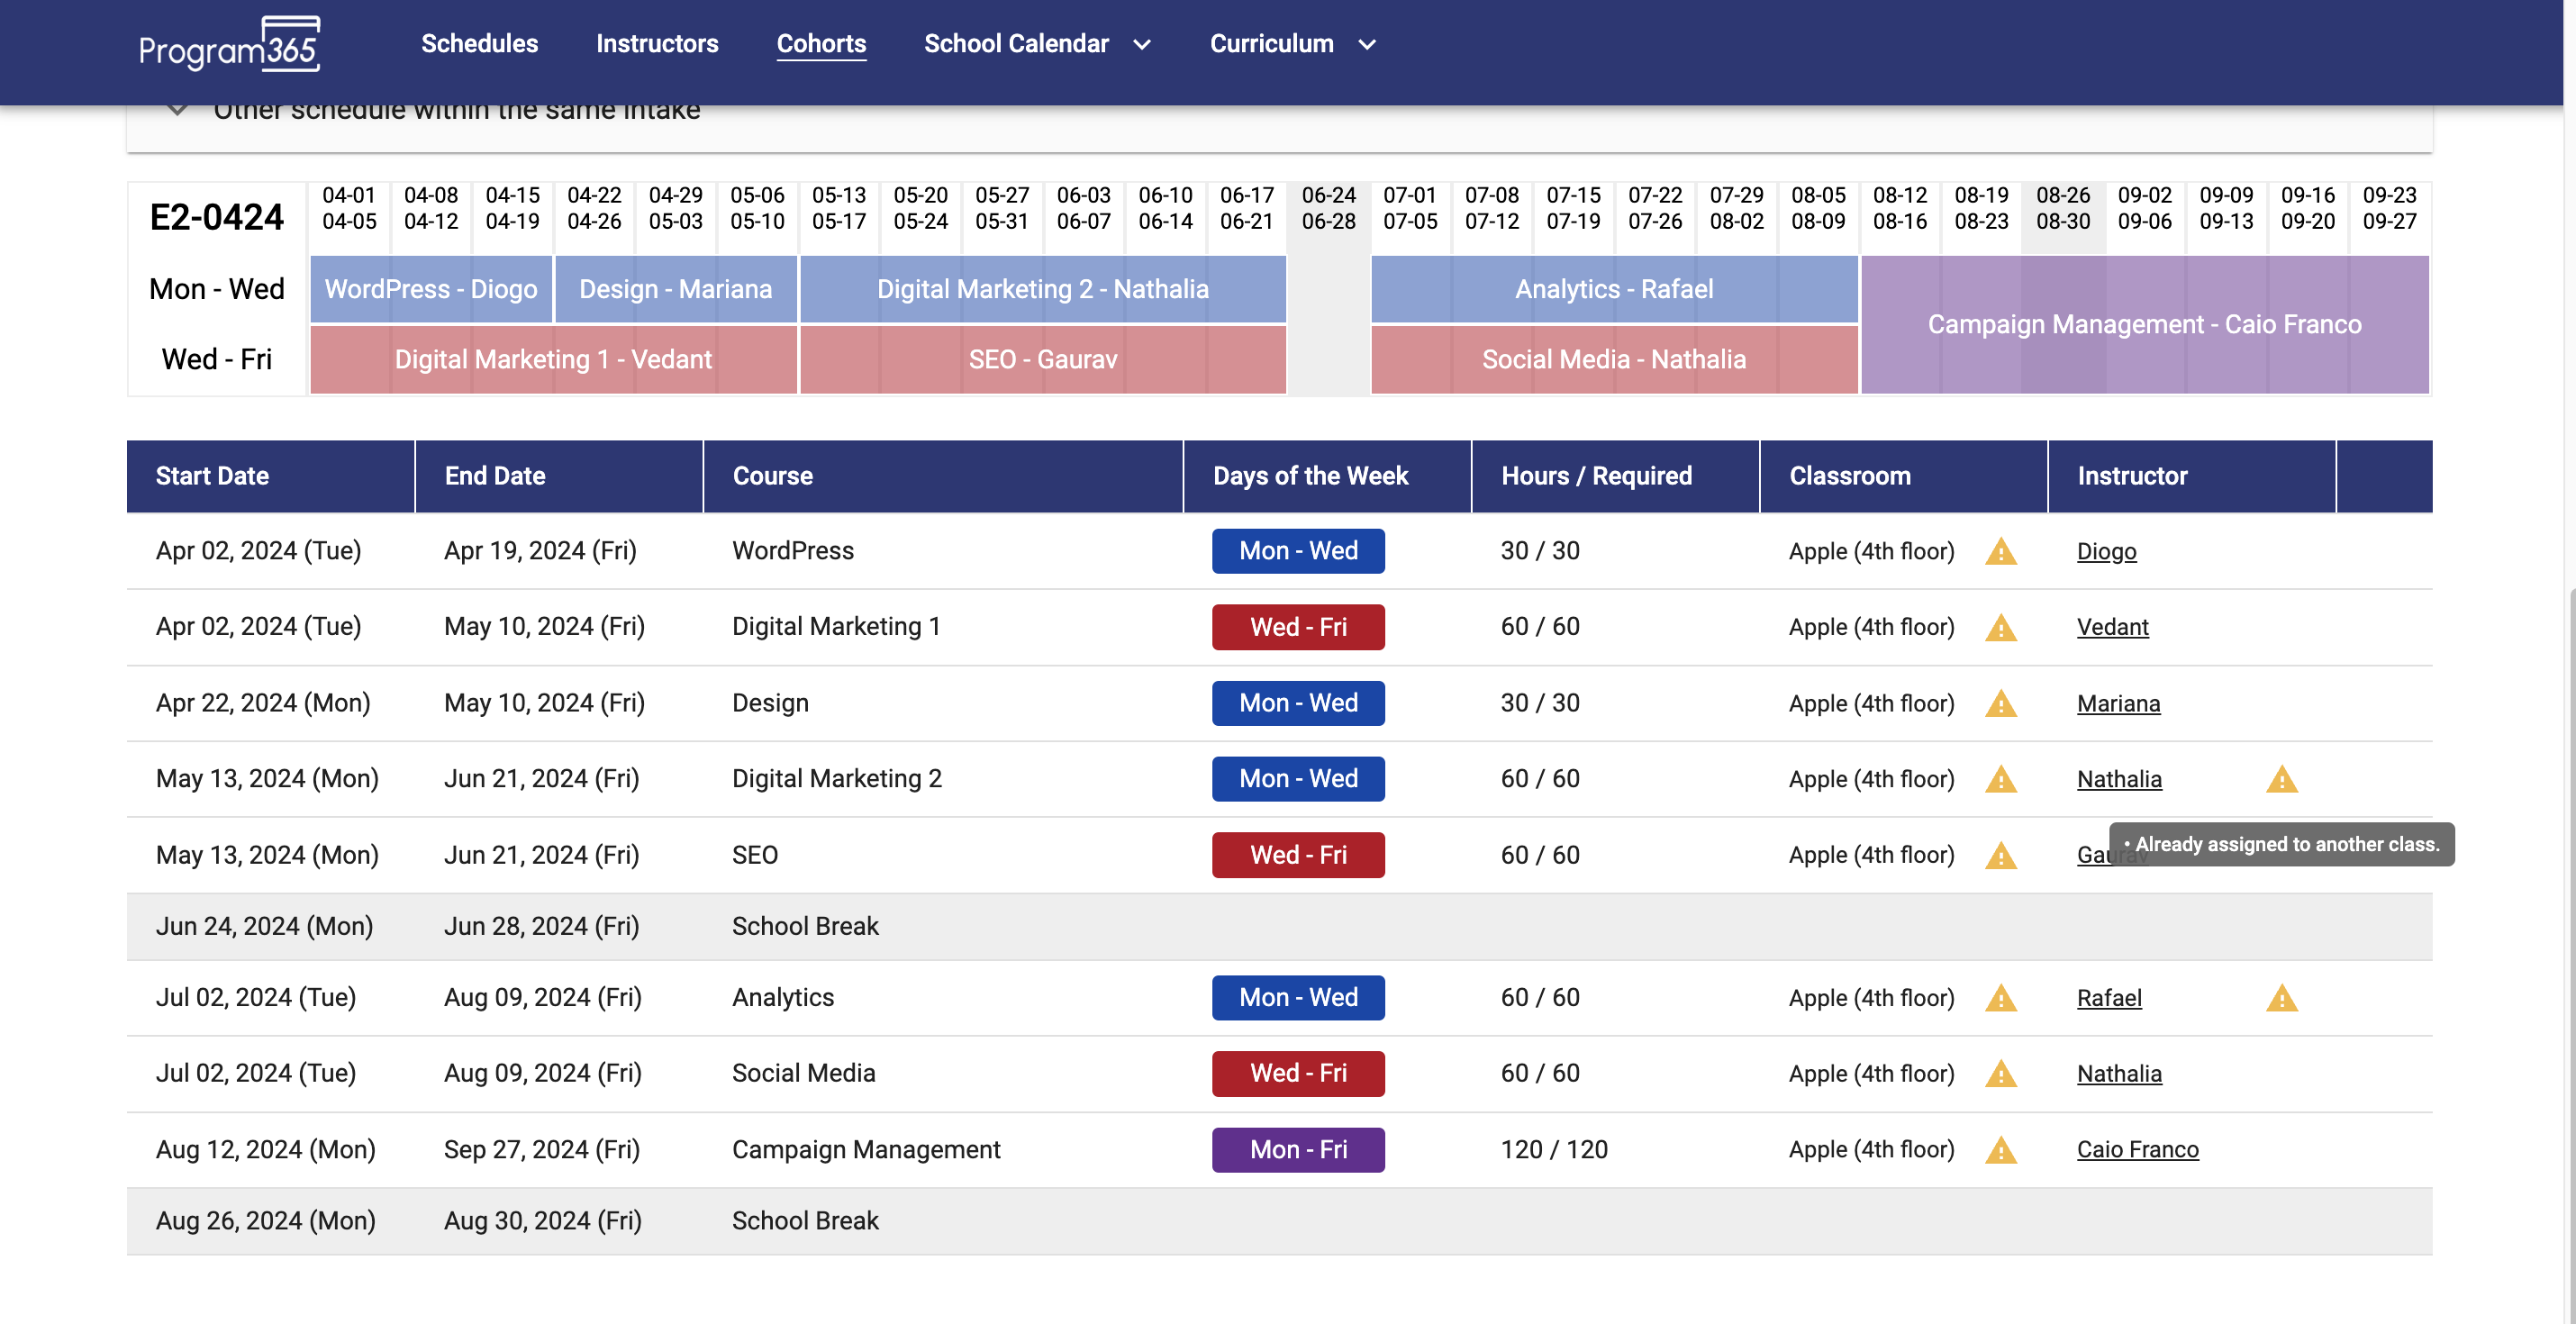 Program365 Schedules Instructors Cohorts School Calendar Curriculum
Other schedule within the same intake
E2-0424
04-01 04-08 04-15 04-22 04-29 05-06 05-13 05-20 05-27 06-03 06-10 06-17 06-24 07-01 07-08 07-15 07-22 07-29 08-05 08-12 08-19 08-26 09-02 09-09 09-16 09-23
04-05 04-12 04-19 04-26 05-03 05-10 05-17 05-24 05-31 06-07 06-14 06-21 06-28 07-05 07-12 07-19 07-26 08-02 08-09 08-16 08-23 08-30 09-06 09-13 09-20 09-27
Mon - Wed WordPress - Diogo Design - Mariana Digital Marketing 2 - Nathalia Analytics - Rafael
Campaign Management - Caio Franco
Wed - Fri Digital Marketing 1 - Vedant SEO - Gaurav Social Media - Nathalia
Start Date End Date Course Days of the Week Hours / Required Classroom Instructor
Apr 02, 2024 (Tue) Apr 19, 2024 (Fri) WordPress Mon - Wed 30 / 30 Apple (4th floor) Diogo
Apr 02, 2024 (Tue) May 10, 2024 (Fri) Digital Marketing 1 Wed - Fri 60 / 60 Apple (4th floor) Vedant
Apr 22, 2024 (Mon) May 10, 2024 (Fri) Design Mon - Wed 30 / 30 Apple (4th floor) Mariana
May 13, 2024 (Mon) Jun 21, 2024 (Fri) Digital Marketing 2 Mon - Wed 60 / 60 Apple (4th floor) Nathalia
May 13, 2024 (Mon) Jun 21, 2024 (Fri) SEO Wed - Fri 60 / 60 Apple (4th floor) Gaurav
• Already assigned to another class.
Jun 24, 2024 (Mon) Jun 28, 2024 (Fri) School Break
Jul 02, 2024 (Tue) Aug 09, 2024 (Fri) Analytics Mon - Wed 60 / 60 Apple (4th floor) Rafael
Jul 02, 2024 (Tue) Aug 09, 2024 (Fri) Social Media Wed - Fri 60 / 60 Apple (4th floor) Nathalia
Aug 12, 2024 (Mon) Sep 27, 2024 (Fri) Campaign Management Mon - Fri 120 / 120 Apple (4th floor) Caio Franco
Aug 26, 2024 (Mon) Aug 30, 2024 (Fri) School Break